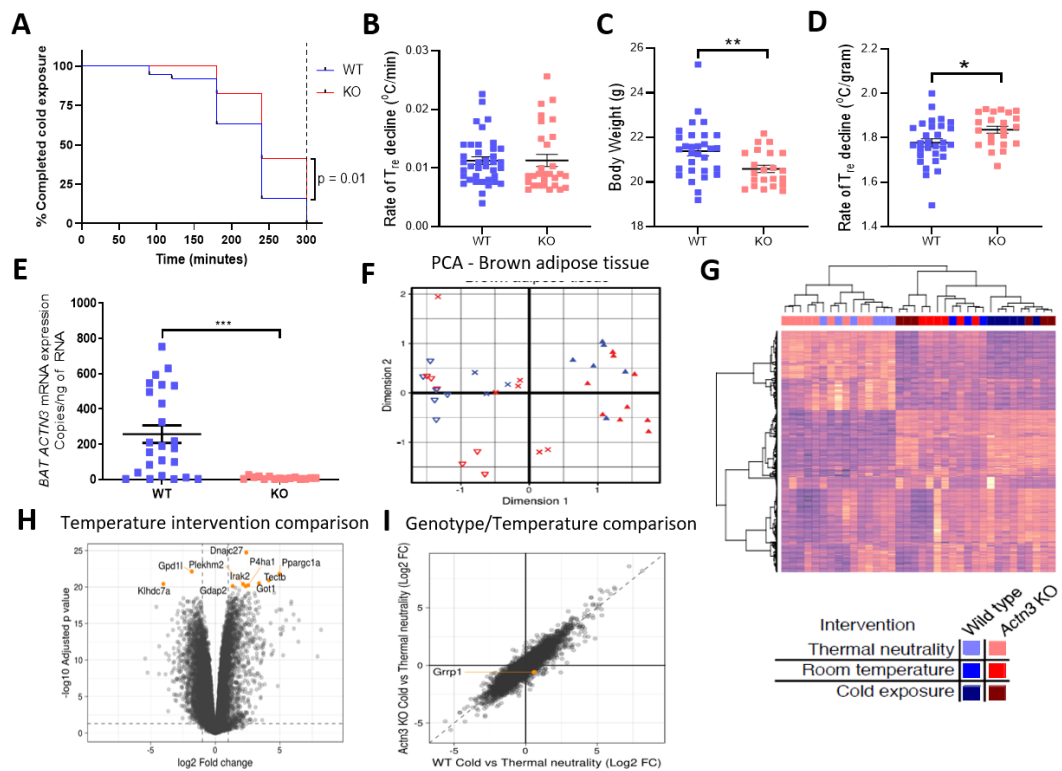 A
% Completed cold exposure
100
75
50
25
0
0 50 100 150 200 250 300
Time (minutes)
WT
KO
p = 0.01
B
Rate of Tre decline (0C/min)
0.03
0.02
0.01
0.00
WT KO
C
Body Weight (g)
**
26
24
22
20
18
WT KO
D
Rate of Tre decline (0C/gram)
*
2.2
2.0
1.8
1.6
1.4
WT KO
E
BAT ACTN3 mRNA expression
Copies/ng of RNA
***
1000
800
600
400
200
0
WT KO
F
PCA - Brown adipose tissue
Brown adipose tissue
Dimension 2
2
1
0
-1
-1 0 1
Dimension 1
G
Intervention
Wild type
Actn3 KO
Thermal neutrality
Room temperature
Cold exposure
H Temperature intervention comparison
-log10 Adjusted p value
25
20
15
10
5
0
Dnajc27
Gpd1l
Plekhm2
P4ha1
Ppargc1a
Irak2
Tectb
Klhdc7a
Gdap2
Got1
-5 0 5
log2 Fold change
I Genotype/Temperature comparison
Actn3 KO Cold vs Thermal neutrality (Log2 FC)
5
0
-5
Grrp1
-5 0 5
WT Cold vs Thermal neutrality (Log2 FC)